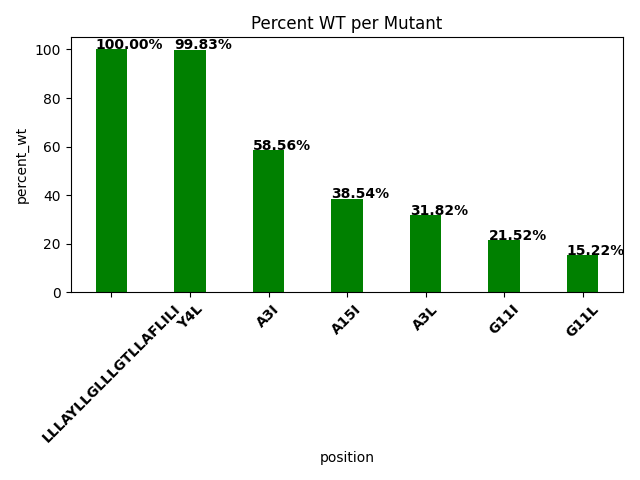 Percent WT per Mutant
percent_wt
100
80
60
40
20
0
100.00%
99.83%
58.56%
38.54%
31.82%
21.52%
15.22%
LLLAYLLGLLLGTLLAFLILI
Y4L
A3I
A15I
A3L
G11I
G11L
position